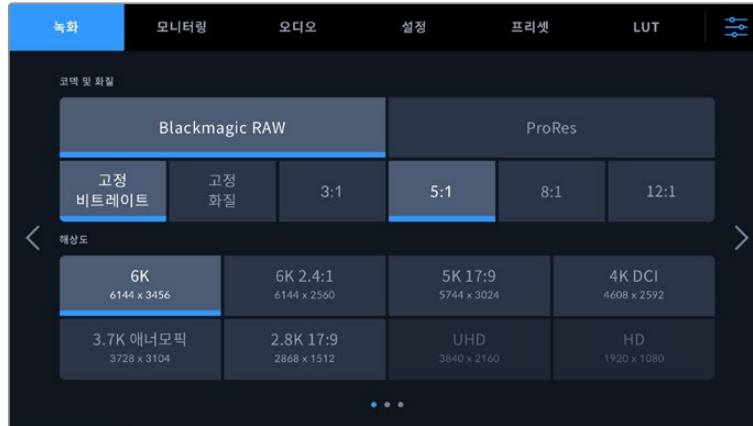 녹화 모니터링 오디오 설정 프리셋 LUT
코덱 및 화질
Blackmagic RAW ProRes
고정 비트레이트 고정 화질 3:1 5:1 8:1 12:1
해상도
6K 6K 2.4:1 5K 17:9 4K DCI
6144 x 3456 6144 x 2560 5744 x 3024 4608 x 2592
3.7K 애너모픽 2.8K 17:9 UHD HD
3728 x 3104 2868 x 1512 3840 x 2160 1920 x 1080